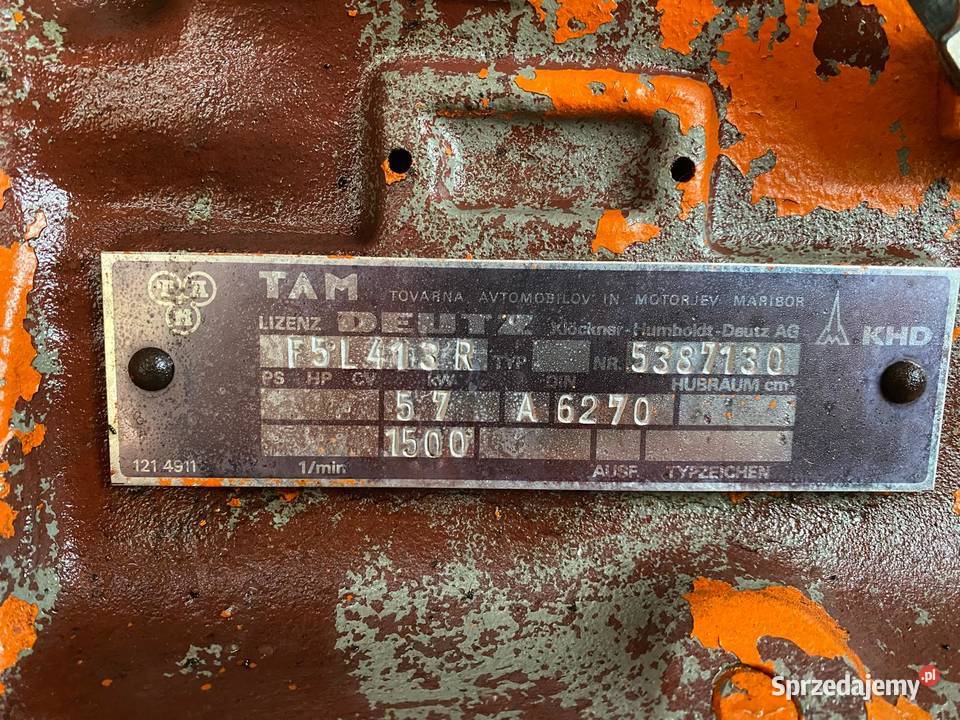 TAM
TAM TOVARNA AVTOMOBILOV IN MOTORJEV MARIBOR
LIZENZ DEUTZ Klöckner-Humboldt-Deutz AG KHD
F5L413R TYP NR. 5387130
PS HP CV kW DIN HUBRAUM cm³
57 A 6270
1500
121 4911 1/min AUSF. TYPZEICHEN
Sprzedajemy.pl